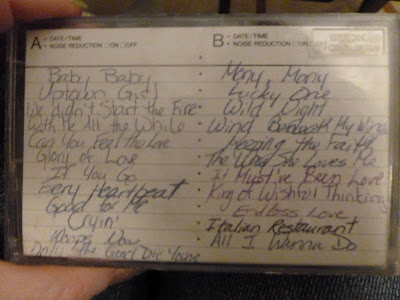 A • DATE/TIME
• NOISE REDUCTION □ON □OFF
Baby Baby
Uptown Girl
We didn't Start the Fire
With Me All the While
Can You Feel the Love
Glory of Love
If You Go
Every Heartbeat
Good for Me
Cryin'
Now
Only the Good Die Young
B • DATE/TIME
• NOISE REDUCTION □ON □OFF
Mony, Mony
Lucky One
Wild Night
Wind Beneath My Wings
Keeping the Faith
The Way She Loves Me
It Must've Been Love
King of Wishful Thinking
Endless Love
Italian Restaurant
All I Wanna Do